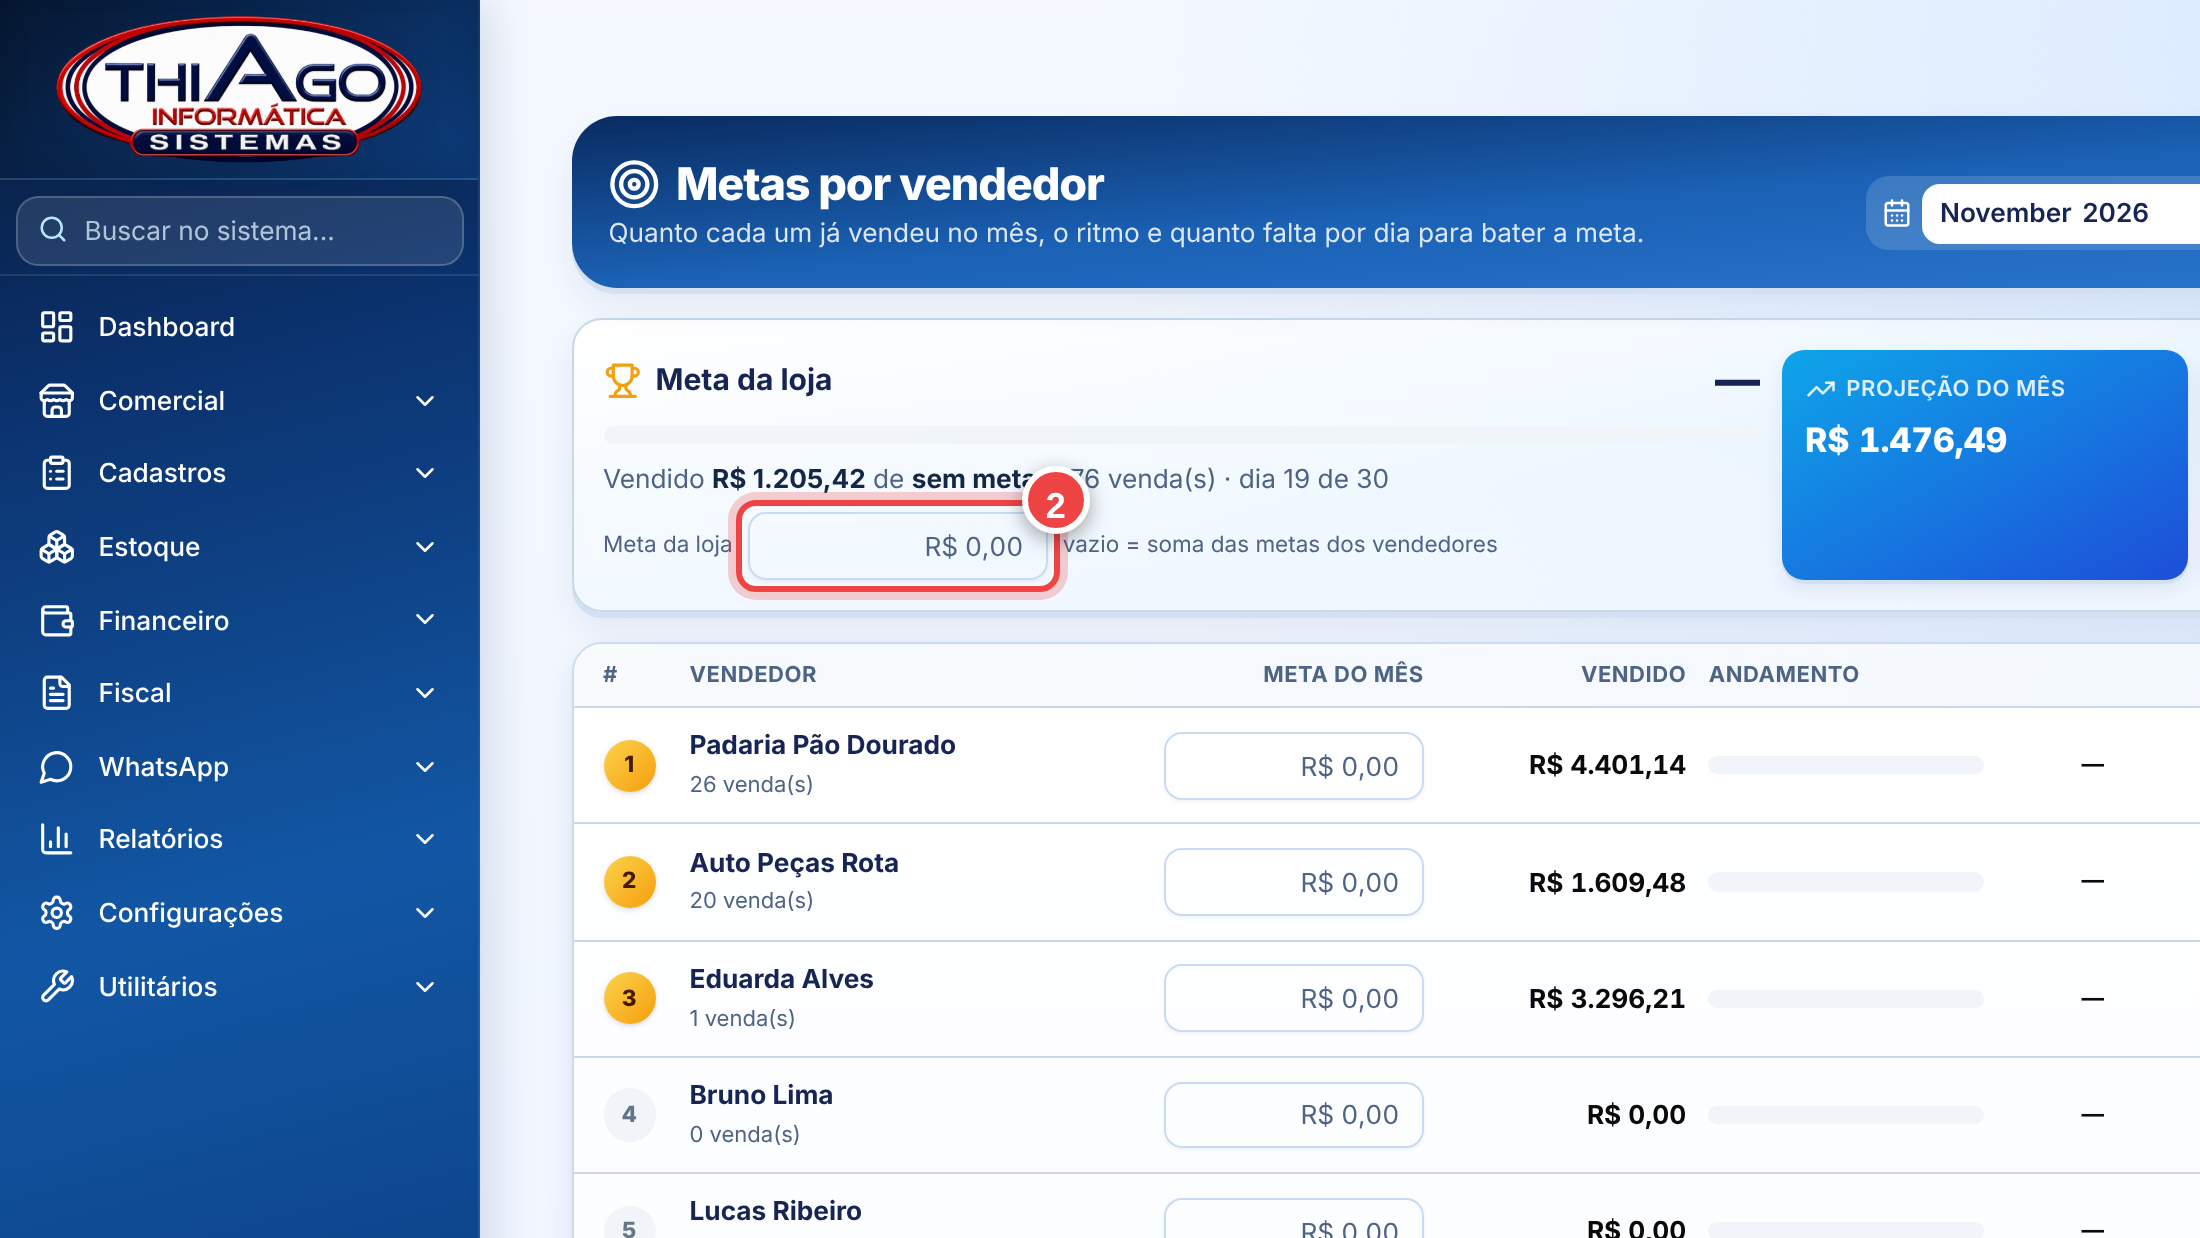 THIAGO
INFORMÁTICA
SISTEMAS
Buscar no sistema...
Dashboard
Comercial
Cadastros
Estoque
Financeiro
Fiscal
WhatsApp
Relatórios
Configurações
Utilitários
Metas por vendedor
Quanto cada um já vendeu no mês, o ritmo e quanto falta por dia para bater a meta.
November 2026
Meta da loja
—
Vendido R$ 1.205,42 de sem meta 76 venda(s) · dia 19 de 30
2
Meta da loja R$ 0,00 vazio = soma das metas dos vendedores
PROJEÇÃO DO MÊS
R$ 1.476,49
# VENDEDOR META DO MÊS VENDIDO ANDAMENTO
1 Padaria Pão Dourado R$ 0,00 R$ 4.401,14 —
26 venda(s)
2 Auto Peças Rota R$ 0,00 R$ 1.609,48 —
20 venda(s)
3 Eduarda Alves R$ 0,00 R$ 3.296,21 —
1 venda(s)
4 Bruno Lima R$ 0,00 R$ 0,00 —
0 venda(s)
5 Lucas Ribeiro R$ 0,00 R$ 0,00 —